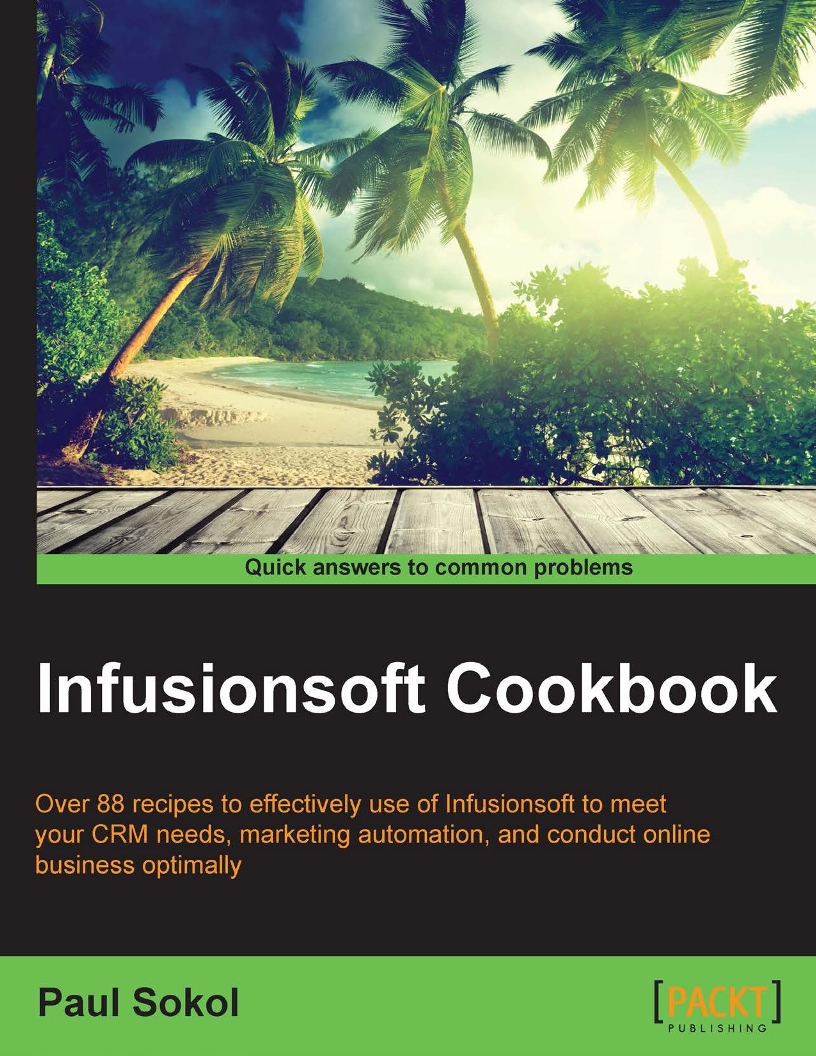 Quick answers to common problems
Infusionsoft Cookbook
Over 88 recipes to effectively use of Infusionsoft to meet
your CRM needs, marketing automation, and conduct online
business optimally
Paul Sokol
[PACKT]
PUBLISHING